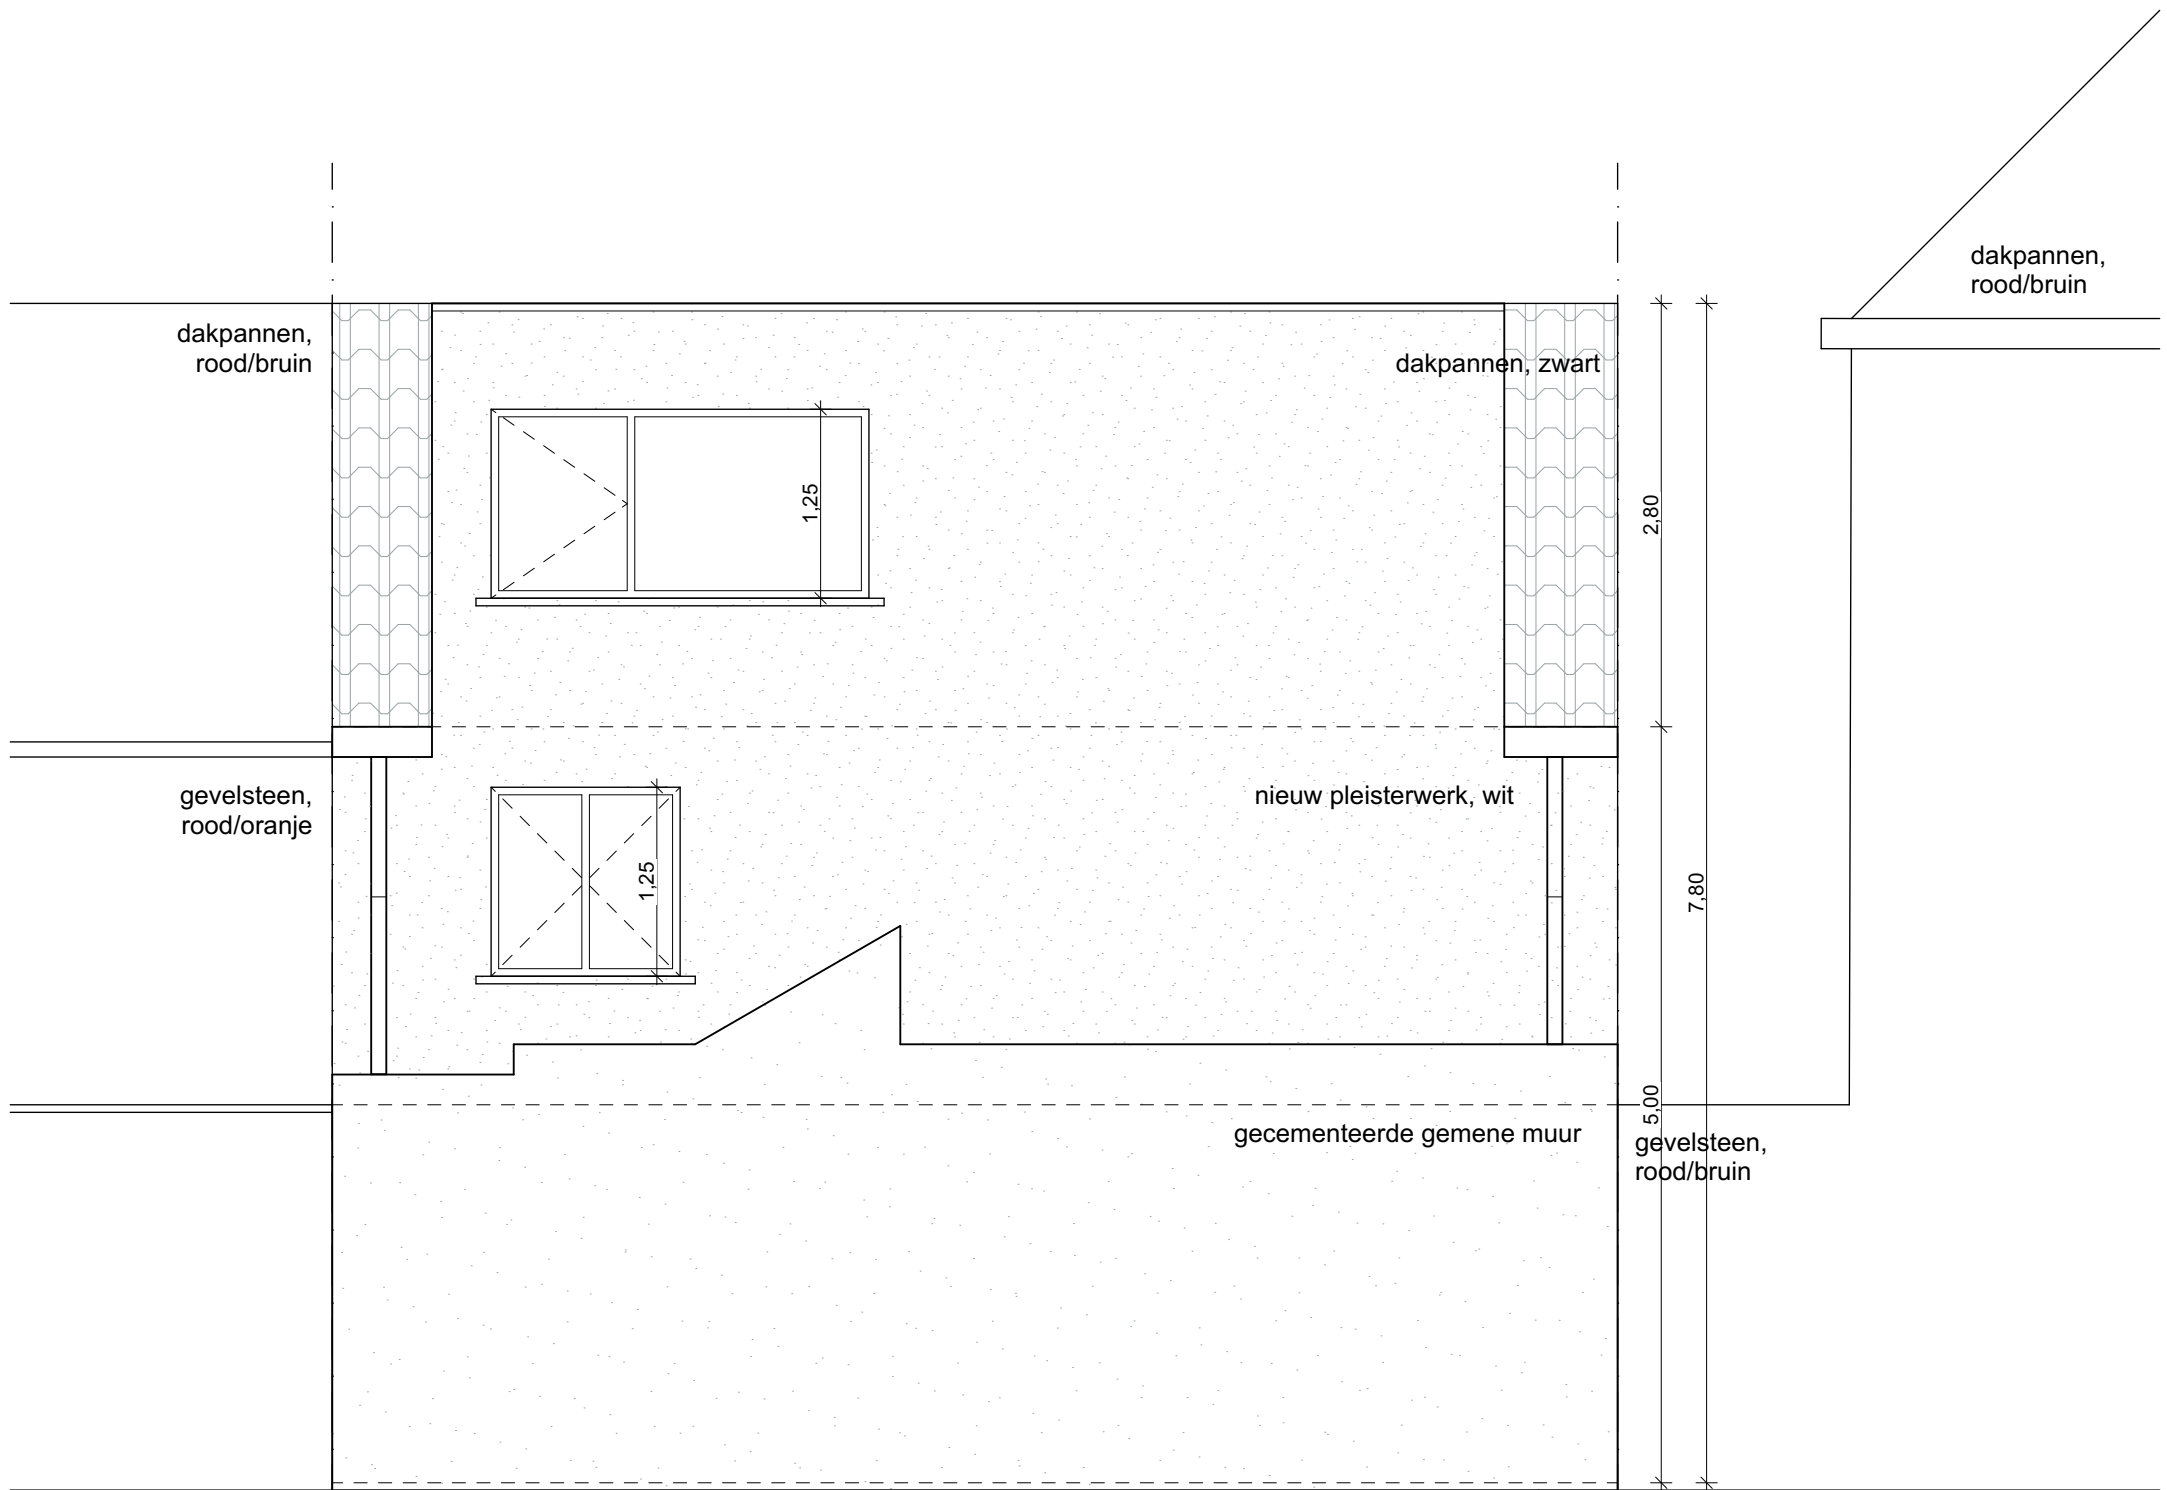 dakpannen,
rood/bruin
dakpannen,
rood/bruin
dakpannen, zwart
1,25
2,80
gevelsteen,
rood/oranje
nieuw pleisterwerk, wit
1,25
7,80
5,00
gecementeerde gemene muur
gevelsteen,
rood/bruin